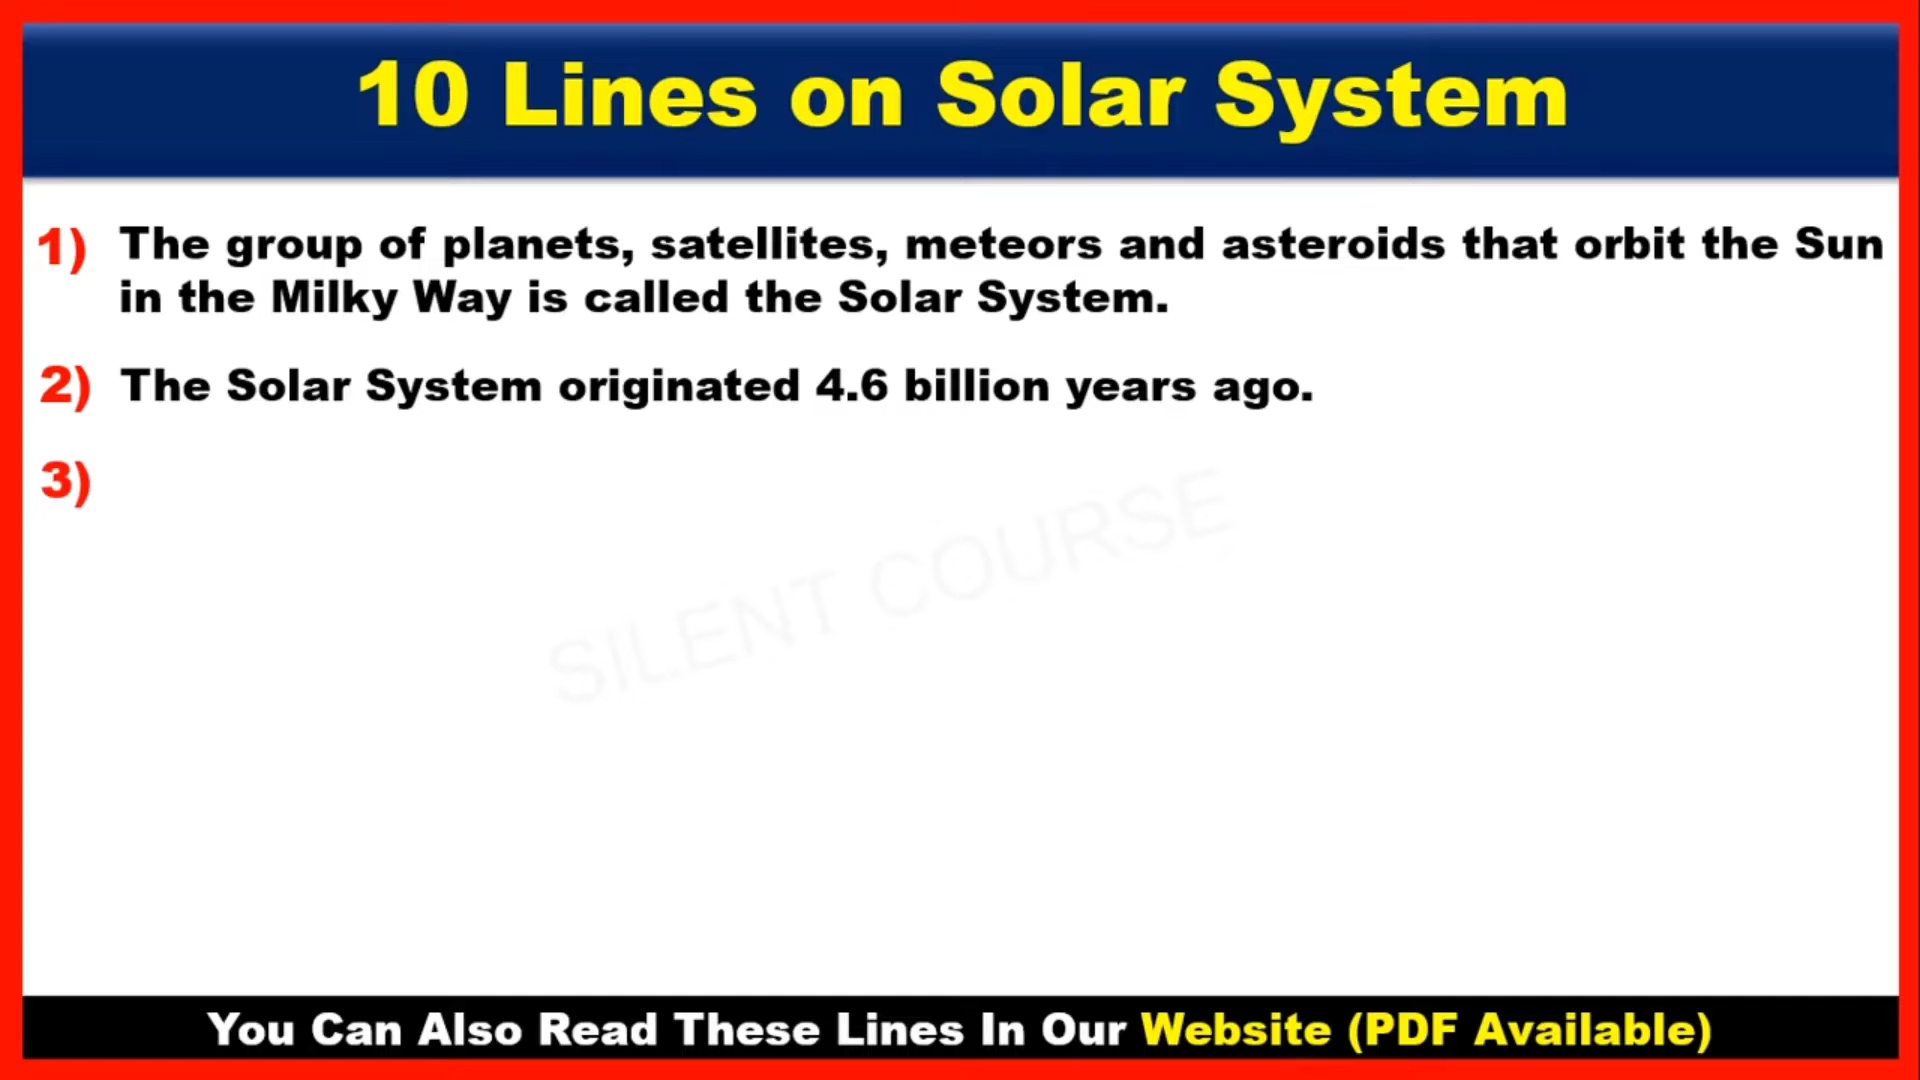 10 Lines on Solar System
1) The group of planets, satellites, meteors and asteroids that orbit the Sun
in the Milky Way is called the Solar System.
2) The Solar System originated 4.6 billion years ago.
3)
SILENT COURSE
You Can Also Read These Lines In Our Website (PDF Available)